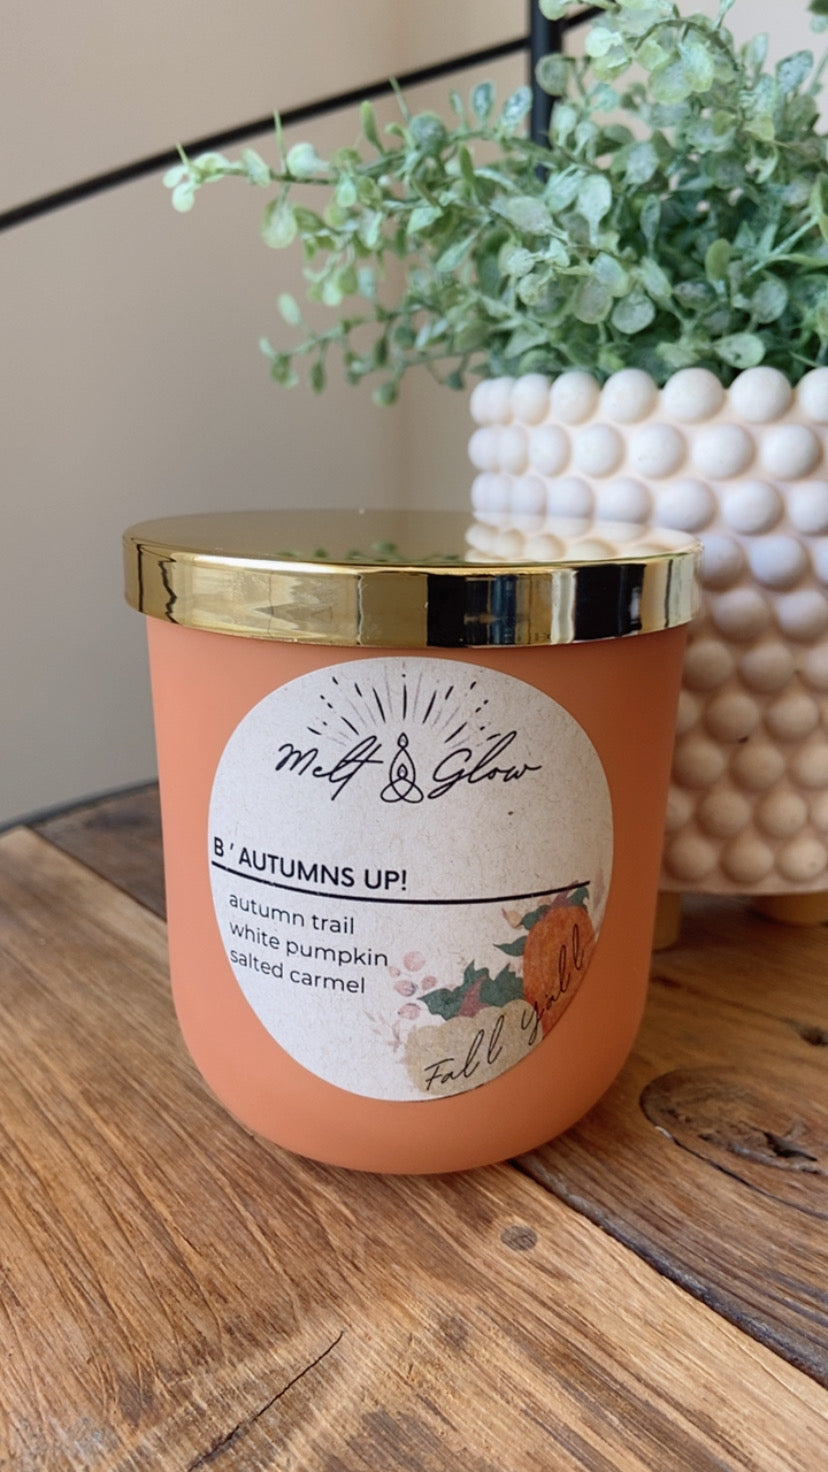 Melt & Glow
B' AUTUMNS UP!
autumn trail
white pumpkin
salted carmel
Fall Y'all